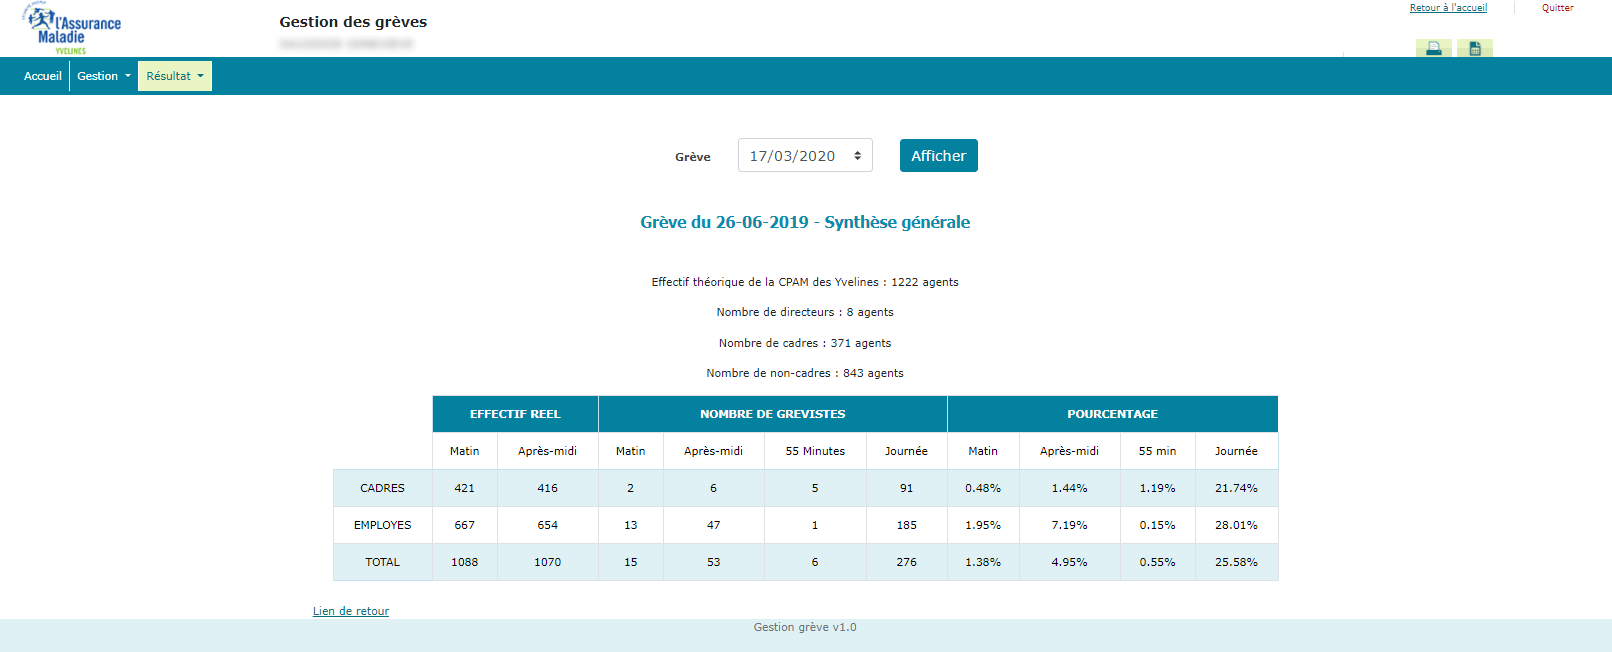 Retour à l'accueil
Quitter
l'Assurance
Maladie
YVELINES
Gestion des grèves
Accueil
Gestion
Résultat
Grève
17/03/2020
Afficher
Grève du 26-06-2019 - Synthèse générale
Effectif théorique de la CPAM des Yvelines : 1222 agents
Nombre de directeurs : 8 agents
Nombre de cadres : 371 agents
Nombre de non-cadres : 843 agents
EFFECTIF REEL NOMBRE DE GREVISTES POURCENTAGE
Matin Après-midi Matin Après-midi 55 Minutes Journée Matin Après-midi 55 min Journée
CADRES 421 416 2 6 5 91 0.48% 1.44% 1.19% 21.74%
EMPLOYES 667 654 13 47 1 185 1.95% 7.19% 0.15% 28.01%
TOTAL 1088 1070 15 53 6 276 1.38% 4.95% 0.55% 25.58%
Lien de retour
Gestion grève v1.0